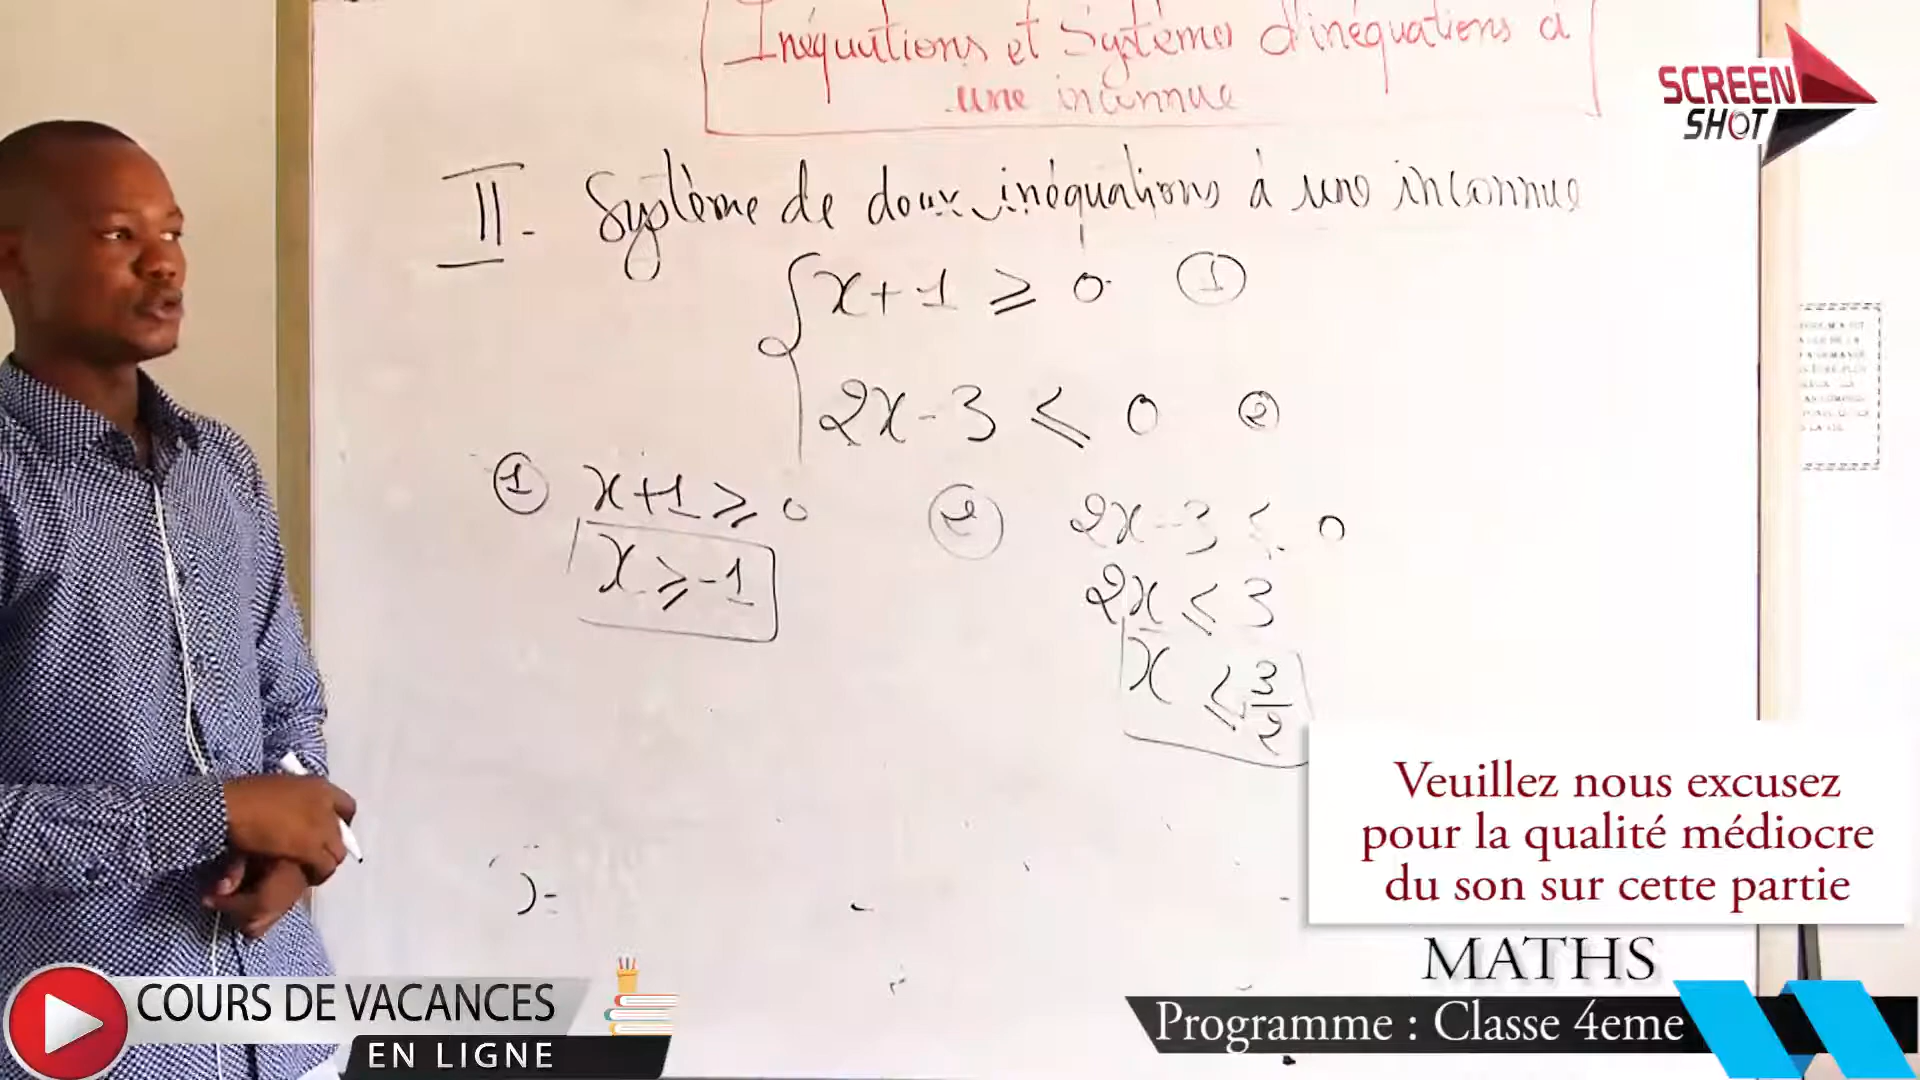 Inéquations et Systèmes d'inéquations à
une inconnue
SCREEN
SHOT
II. Système de deux inéquations à une inconnue
x+1 ⩾ 0 ①
2x-3 ⩽ 0 ②
① x+1 ⩾ 0
x ⩾ -1
② 2x-3 ⩽ 0
2x ⩽ 3
x ⩽ 3/2
Veuillez nous excusez
pour la qualité médiocre
du son sur cette partie
MATHS
Programme : Classe 4eme
COURS DE VACANCES
EN LIGNE